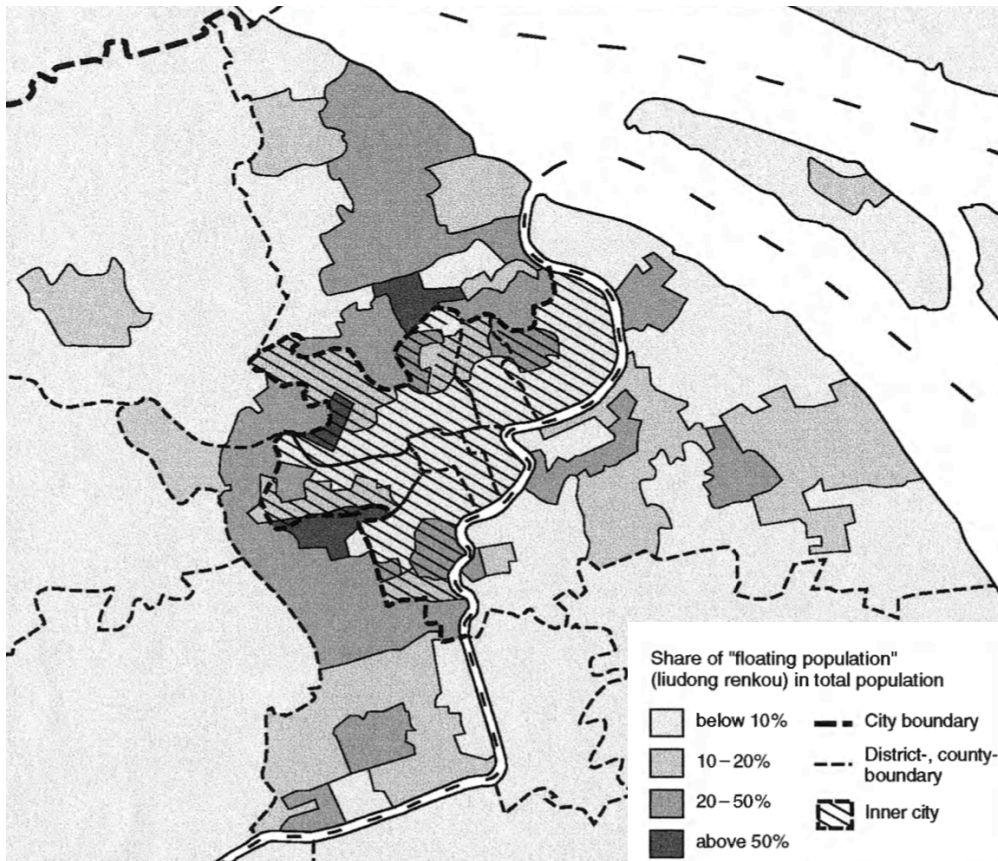 Share of "floating population"
(liudong renkou) in total population
below 10%
10–20%
20–50%
above 50%
City boundary
District-, county-
boundary
Inner city